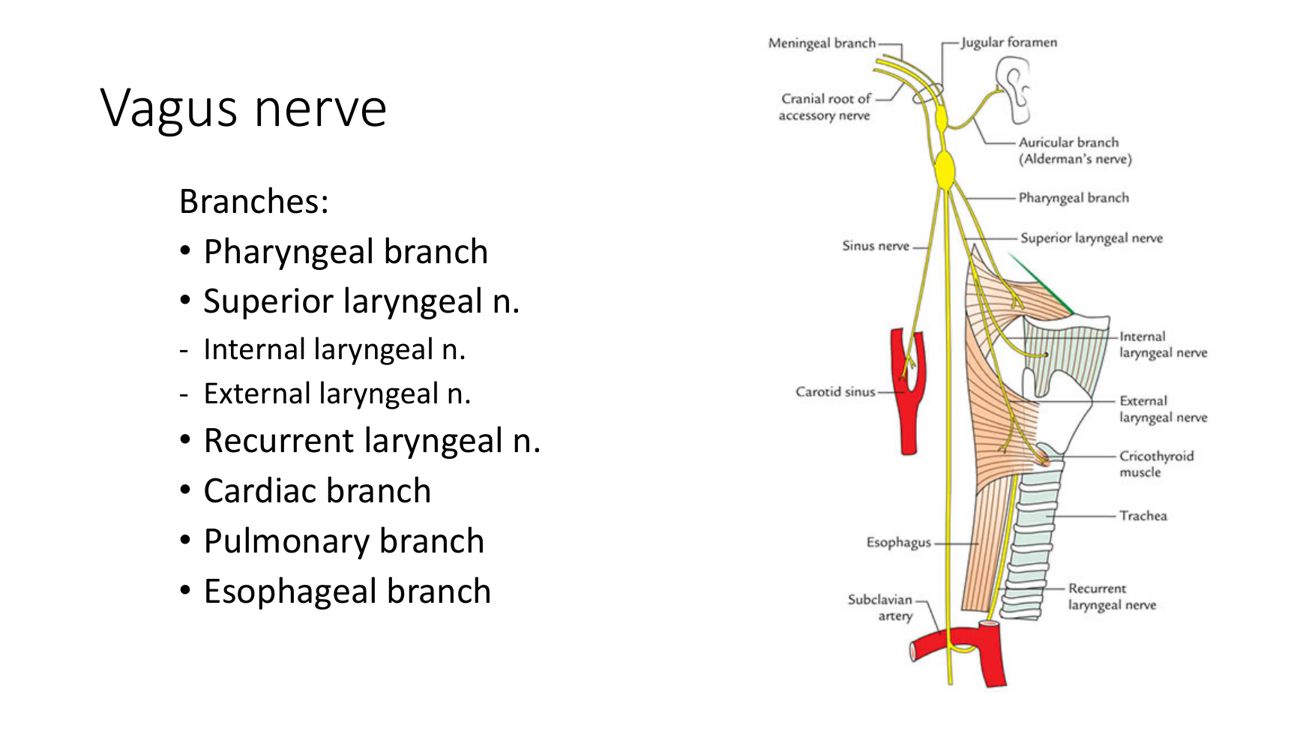 Vagus nerve
Branches:
• Pharyngeal branch
• Superior laryngeal n.
- Internal laryngeal n.
- External laryngeal n.
• Recurrent laryngeal n.
• Cardiac branch
• Pulmonary branch
• Esophageal branch
Meningeal branch
Jugular foramen
Cranial root of
accessory nerve
Auricular branch
(Alderman's nerve)
Pharyngeal branch
Superior laryngeal nerve
Sinus nerve
Internal
laryngeal nerve
Carotid sinus
External
laryngeal nerve
Cricothyroid
muscle
Trachea
Esophagus
Recurrent
laryngeal nerve
Subclavian
artery